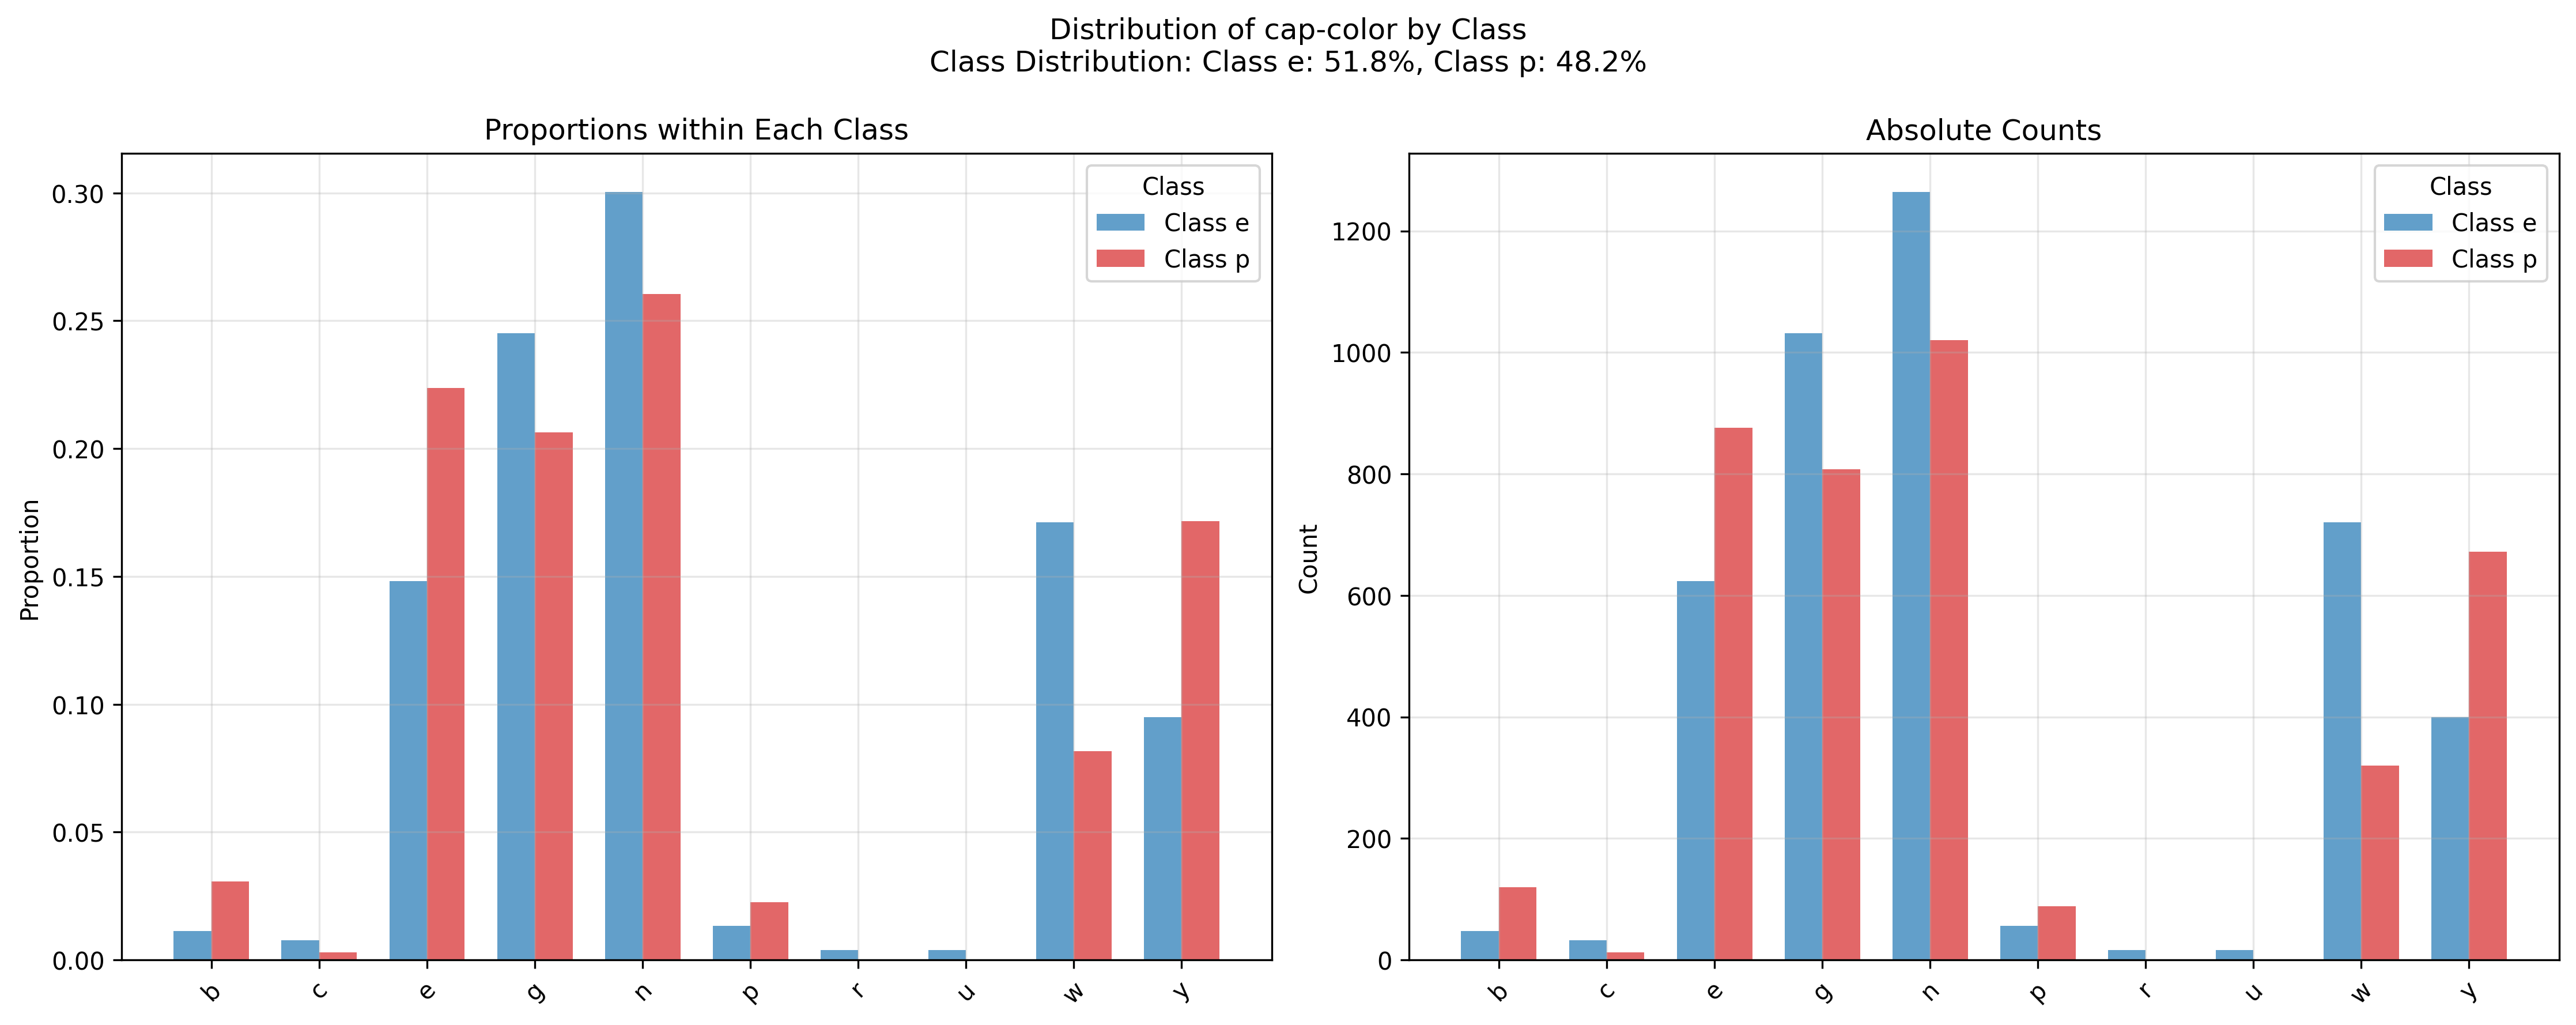 Distribution of cap-color by Class
Class Distribution: Class e: 51.8%, Class p: 48.2%
Proportions within Each Class
Proportion
0.30
0.25
0.20
0.15
0.10
0.05
0.00
b c e g n p r u w y
Class
Class e
Class p
Absolute Counts
Count
1200
1000
800
600
400
200
0
b c e g n p r u w y
Class
Class e
Class p